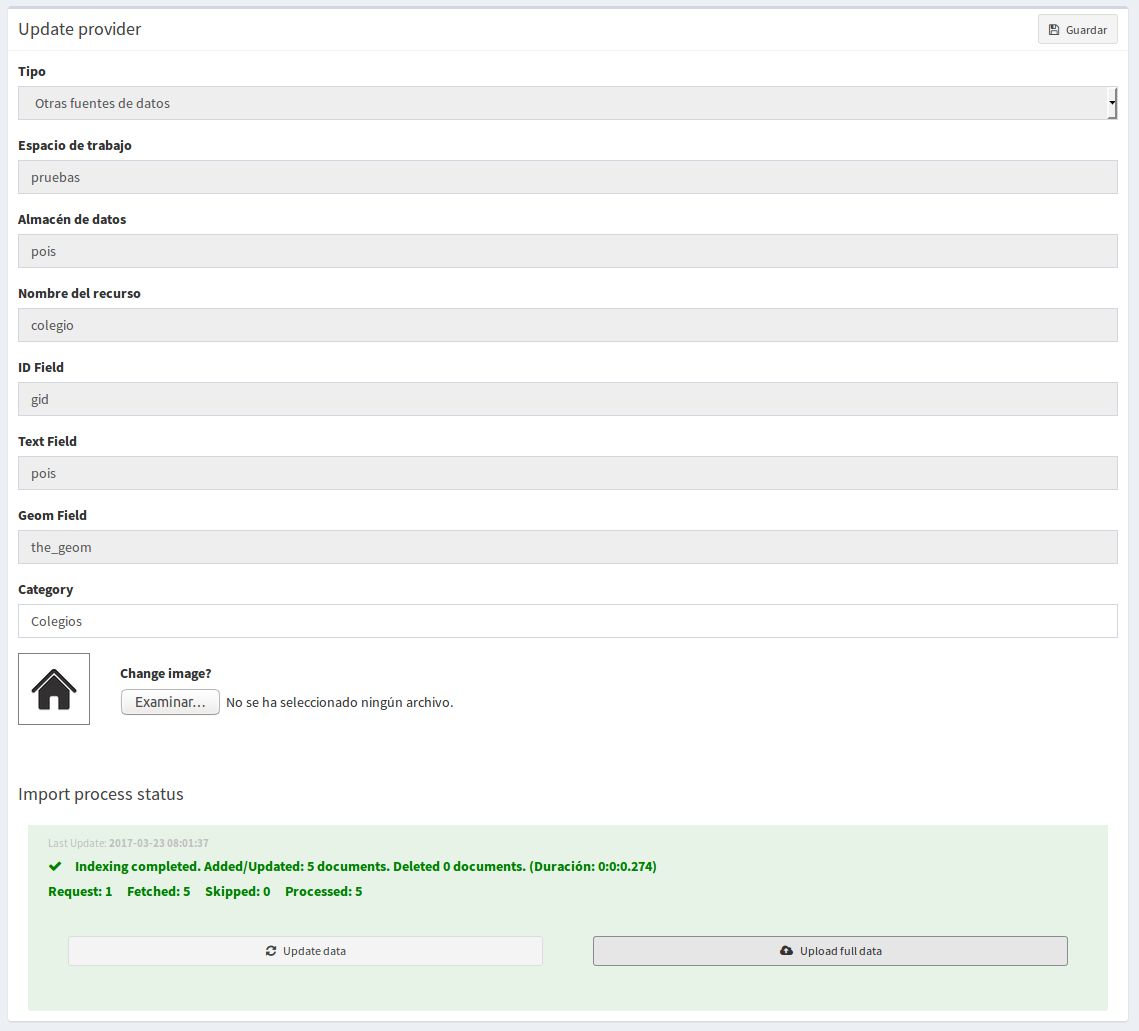 Update provider
Guardar
Tipo
Otras fuentes de datos
Espacio de trabajo
pruebas
Almacén de datos
pois
Nombre del recurso
colegio
ID Field
gid
Text Field
pois
Geom Field
the_geom
Category
Colegios
Change image?
Examinar... No se ha seleccionado ningún archivo.
Import process status
Last Update: 2017-03-23 08:01:37
Indexing completed. Added/Updated: 5 documents. Deleted 0 documents. (Duración: 0:0:0.274)
Request: 1 Fetched: 5 Skipped: 0 Processed: 5
Update data
Upload full data